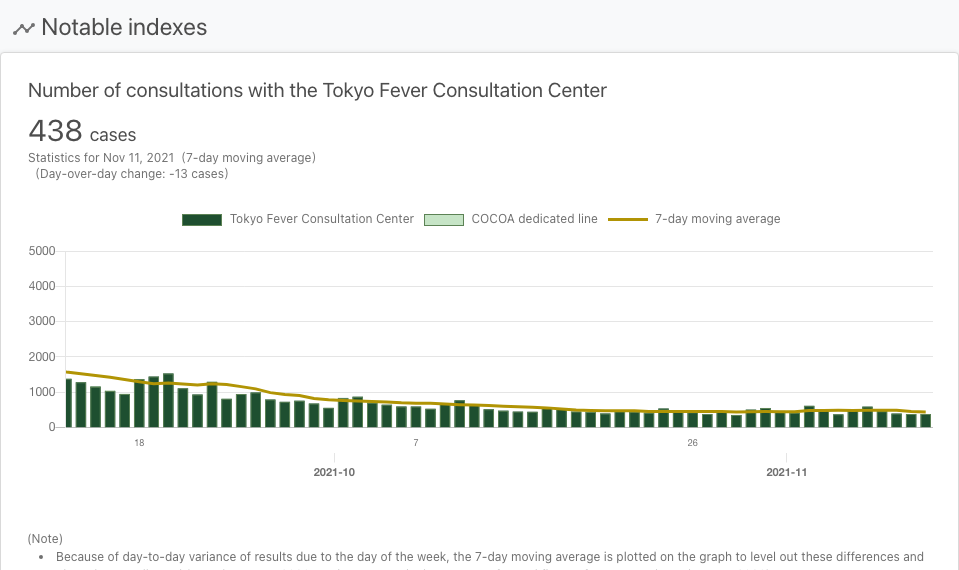 Notable indexes
Number of consultations with the Tokyo Fever Consultation Center
438 cases
Statistics for Nov 11, 2021 (7-day moving average)
(Day-over-day change: -13 cases)
Tokyo Fever Consultation Center COCOA dedicated line 7-day moving average
5000
4000
3000
2000
1000
0
18 7 26
2021-10 2021-11
(Note)
• Because of day-to-day variance of results due to the day of the week, the 7-day moving average is plotted on the graph to level out these differences and